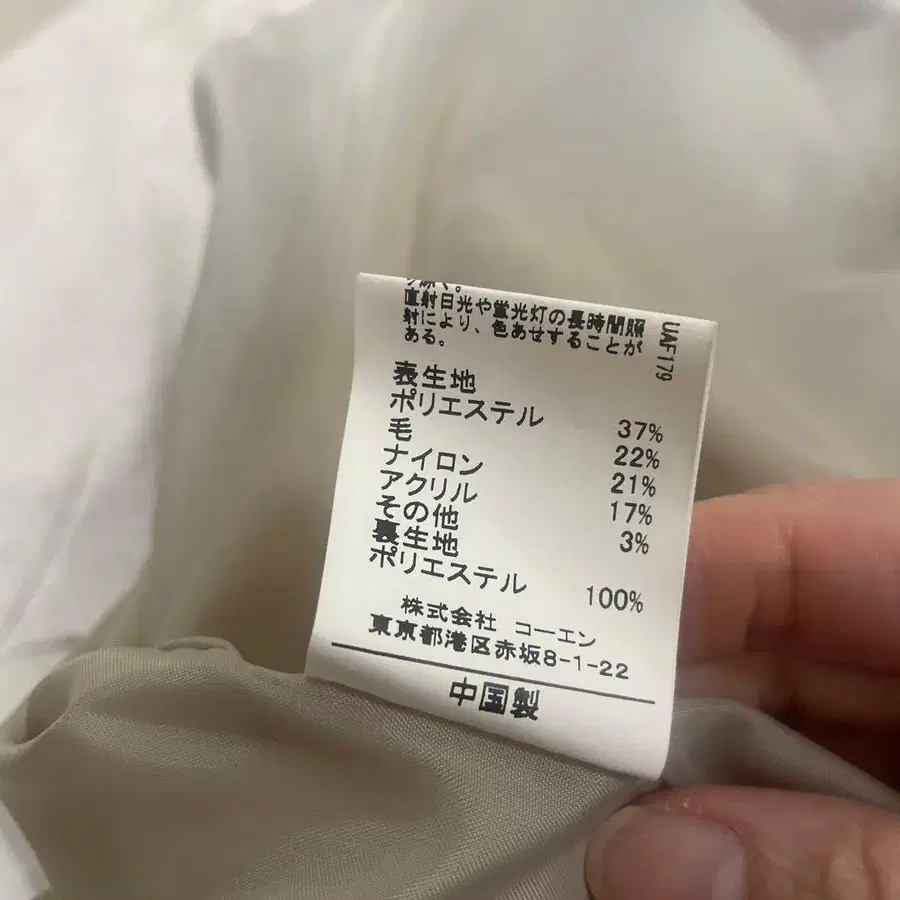 直射日光や蛍光灯の長時間照
射により、色あせすることが
ある。
UAF179
表生地
ポリエステル 37%
毛 22%
ナイロン 21%
アクリル 17%
その他 3%
裏生地
ポリエステル 100%
株式会社 コーエン
東京都港区赤坂8-1-22
中国製